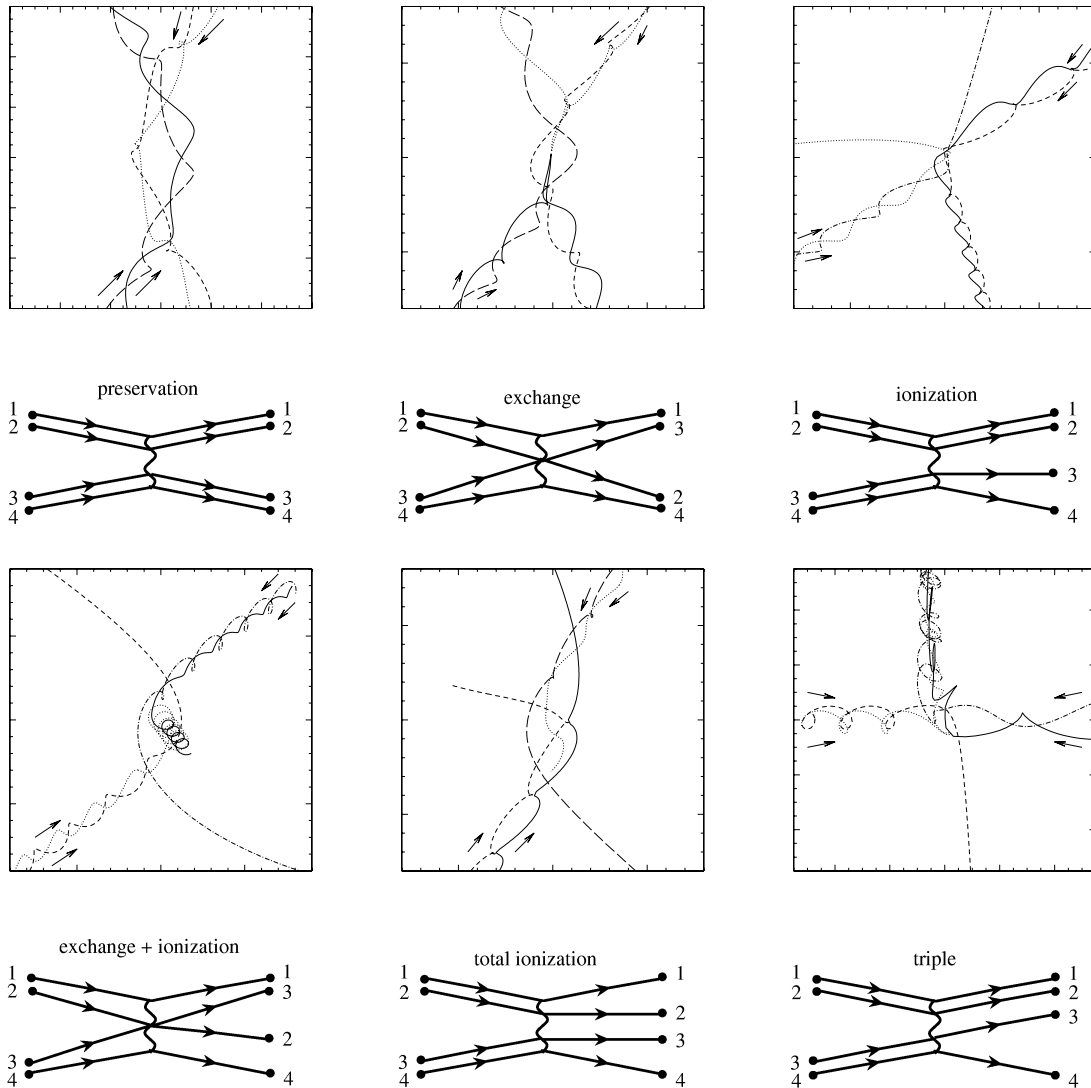 preservation
exchange
ionization
1 1 1 1 1 1
2 2 2 3 2 2
3 3 3 2 3 3
4 4 4 4 4 4
exchange + ionization
total ionization
triple
1 1 1 1 1 1
2 3 2 2 2 2
3 2 3 3 3 3
4 4 4 4 4 4